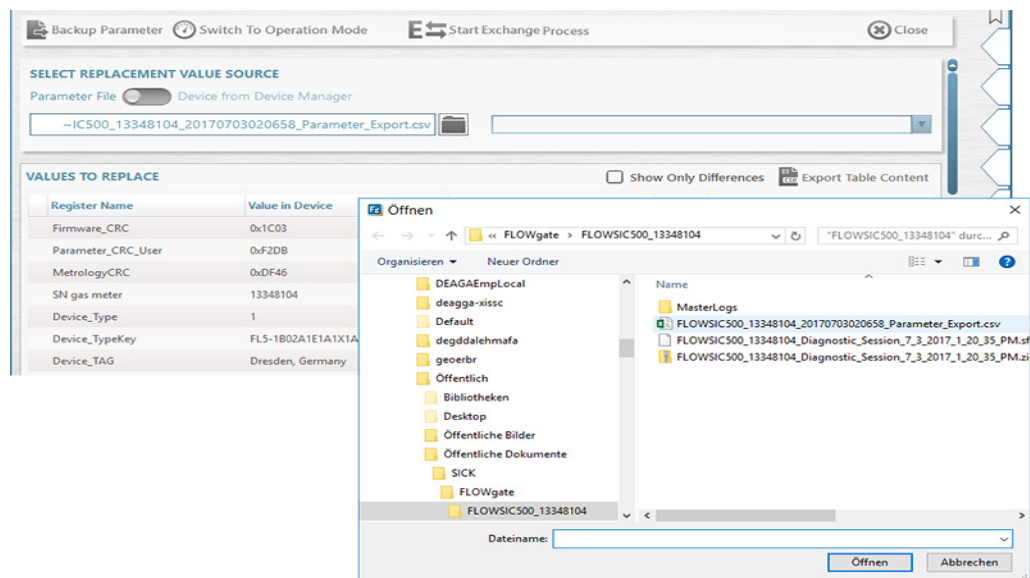 Backup Parameter Switch To Operation Mode E Start Exchange Process Close
SELECT REPLACEMENT VALUE SOURCE
Parameter File Device from Device Manager
~IC500_13348104_20170703020658_Parameter_Export.csv
VALUES TO REPLACE Show Only Differences Export Table Content
Register Name Value in Device
Firmware_CRC 0x1C03
Parameter_CRC_User 0xF2DB
MetrologyCRC 0xDF46
SN gas meter 13348104
Device_Type 1
Device_TypeKey FL5-1B02A1E1A1X1A
Device_TAG Dresden, Germany
Öffnen
« FLOWgate > FLOWSIC500_13348104 "FLOWSIC500_13348104" durc...
Organisieren Neuer Ordner
DEAGAEmpLocal
deagga-xissc
Default
degddalehmafa
geoerbr
Öffentlich
Bibliotheken
Desktop
Öffentliche Bilder
Öffentliche Dokumente
SICK
FLOWgate
FLOWSIC500_13348104
Name
MasterLogs
FLOWSIC500_13348104_20170703020658_Parameter_Export.csv
FLOWSIC500_13348104_Diagnostic_Session_7_3_2017_1_20_35_PM.sf
FLOWSIC500_13348104_Diagnostic_Session_7_3_2017_1_20_35_PM.zi
Dateiname:
Öffnen Abbrechen